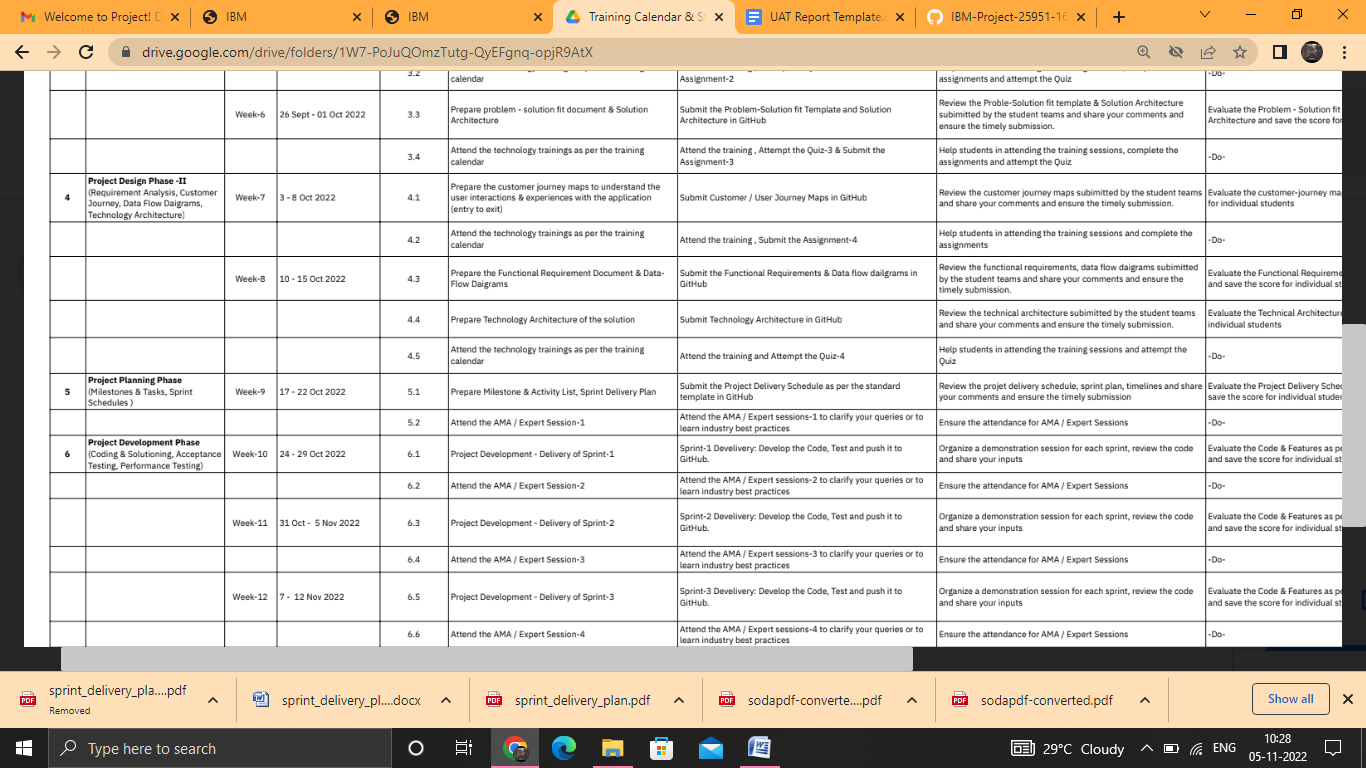 Welcome to Project! D
IBM
IBM
Training Calendar & S
UAT Report Template.
IBM-Project-25951-16
drive.google.com/drive/folders/1W7-PoJuQOmzTutg-QyEFgnq-opjR9AtX
3.2
calendar
Assignment-2
assignments and attempt the Quiz
-Do-
Week-6
26 Sept - 01 Oct 2022
3.3
Prepare problem - solution fit document & Solution
Architecture
Submit the Problem-Solution fit Template and Solution
Architecture in GitHub
Review the Proble-Solution fit template & Solution Architecture
subimitted by the student teams and share your comments and
ensure the timely submission.
Evaluate the Problem - Solution fit
Architecture and save the score for
3.4
Attend the technology trainings as per the training
calendar
Attend the training , Attempt the Quiz-3 & Submit the
Assignment-3
Help students in attending the training sessions, complete the
assignments and attempt the Quiz
-Do-
4
Project Design Phase -II
(Requirement Analysis, Customer
Journey, Data Flow Daigrams,
Technology Architecture)
Week-7
3 - 8 Oct 2022
4.1
Prepare the customer journey maps to understand the
user interactions & experiences with the application
(entry to exit)
Submit Customer / User Journey Maps in GitHub
Review the customer journey maps subimitted by the student teams
and share your comments and ensure the timely submission.
Evaluate the customer-journey ma
for individual students
4.2
Attend the technology trainings as per the training
calendar
Attend the training , Submit the Assignment-4
Help students in attending the training sessions and complete the
assignments
-Do-
Week-8
10 - 15 Oct 2022
4.3
Prepare the Functional Requirement Document & Data-
Flow Daigrams
Submit the Functional Requirements & Data flow dailgrams in
GitHub
Review the functional requirements, data flow daigrams subimitted
by the student teams and share your comments and ensure the
timely submission.
Evaluate the Functional Requireme
and save the score for individual st
4.4
Prepare Technology Architecture of the solution
Submit Technology Architecture in GitHub
Review the technical architecture subimitted by the student teams
and share your comments and ensure the timely submission.
Evaluate the Technical Architecture
individual students
4.5
Attend the technology trainings as per the training
calendar
Attend the training and Attempt the Quiz-4
Help students in attending the training sessions and attempt the
Quiz
-Do-
5
Project Planning Phase
(Milestones & Tasks, Sprint
Schedules )
Week-9
17 - 22 Oct 2022
5.1
Prepare Milestone & Activity List, Sprint Delivery Plan
Submit the Project Delivery Schedule as per the standard
template in GitHub
Review the projet delivery schedule, sprint plan, timelines and share
your comments and ensure the timely submission
Evaluate the Project Delivery Sched
save the score for individual studen
5.2
Attend the AMA / Expert Session-1
Attend the AMA / Expert sessions-1 to clarify your queries or to
learn industry best practices
Ensure the attendance for AMA / Expert Sessions
-Do-
6
Project Development Phase
(Coding & Solutioning, Acceptance
Testing, Performance Testing)
Week-10
24 - 29 Oct 2022
6.1
Project Development - Delivery of Sprint-1
Sprint-1 Develivery: Develop the Code, Test and push it to
GitHub.
Organize a demonstration session for each sprint, review the code
and share your inputs
Evaluate the Code & Features as pe
and save the score for individual st
6.2
Attend the AMA / Expert Session-2
Attend the AMA / Expert sessions-2 to clarify your queries or to
learn industry best practices
Ensure the attendance for AMA / Expert Sessions
-Do-
Week-11
31 Oct - 5 Nov 2022
6.3
Project Development - Delivery of Sprint-2
Sprint-2 Develivery: Develop the Code, Test and push it to
GitHub.
Organize a demonstration session for each sprint, review the code
and share your inputs
Evaluate the Code & Features as pe
and save the score for individual st
6.4
Attend the AMA / Expert Session-3
Attend the AMA / Expert sessions-3 to clarify your queries or to
learn industry best practices
Ensure the attendance for AMA / Expert Sessions
-Do-
Week-12
7 - 12 Nov 2022
6.5
Project Development - Delivery of Sprint-3
Sprint-3 Develivery: Develop the Code, Test and push it to
GitHub.
Organize a demonstration session for each sprint, review the code
and share your inputs
Evaluate the Code & Features as pe
and save the score for individual st
6.6
Attend the AMA / Expert Session-4
Attend the AMA / Expert sessions-4 to clarify your queries or to
learn industry best practices
Ensure the attendance for AMA / Expert Sessions
-Do-
sprint_delivery_pla....pdf
Removed
sprint_delivery_pl....docx
sprint_delivery_plan.pdf
sodapdf-converte....pdf
sodapdf-converted.pdf
Show all
Type here to search
29°C Cloudy
ENG
10:28
05-11-2022